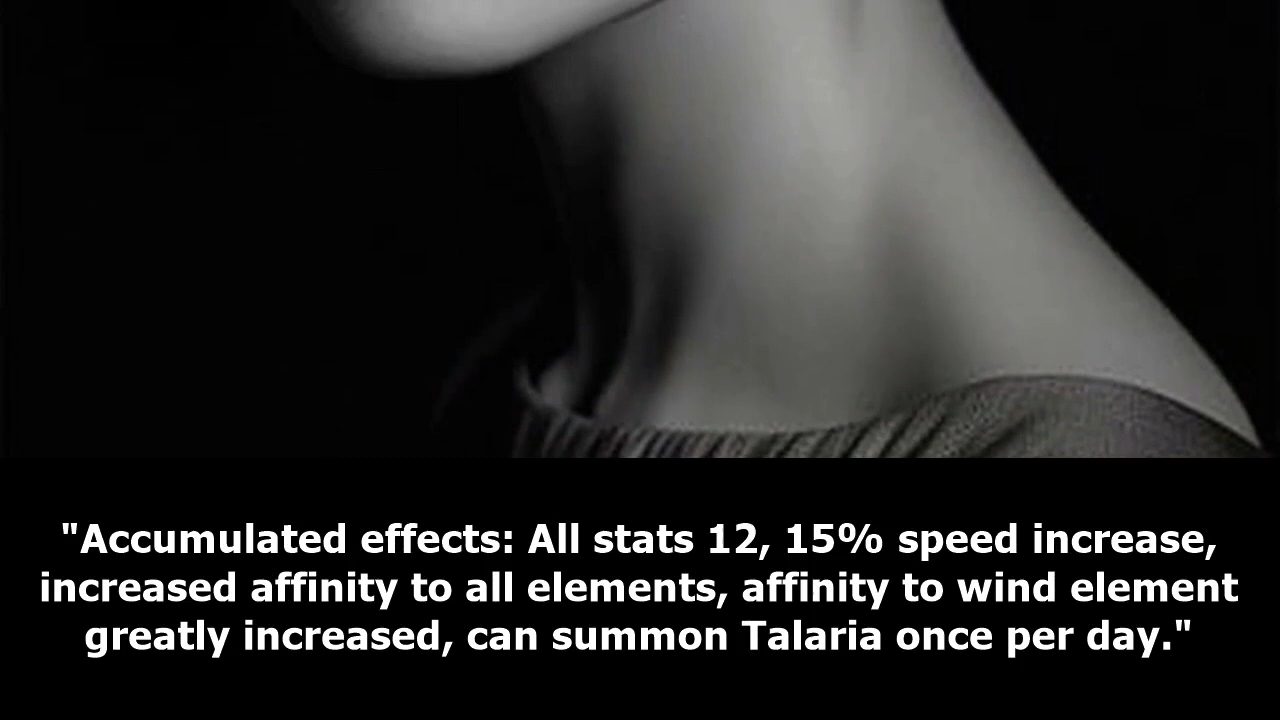 "Accumulated effects: All stats 12, 15% speed increase,
increased affinity to all elements, affinity to wind element
greatly increased, can summon Talaria once per day."